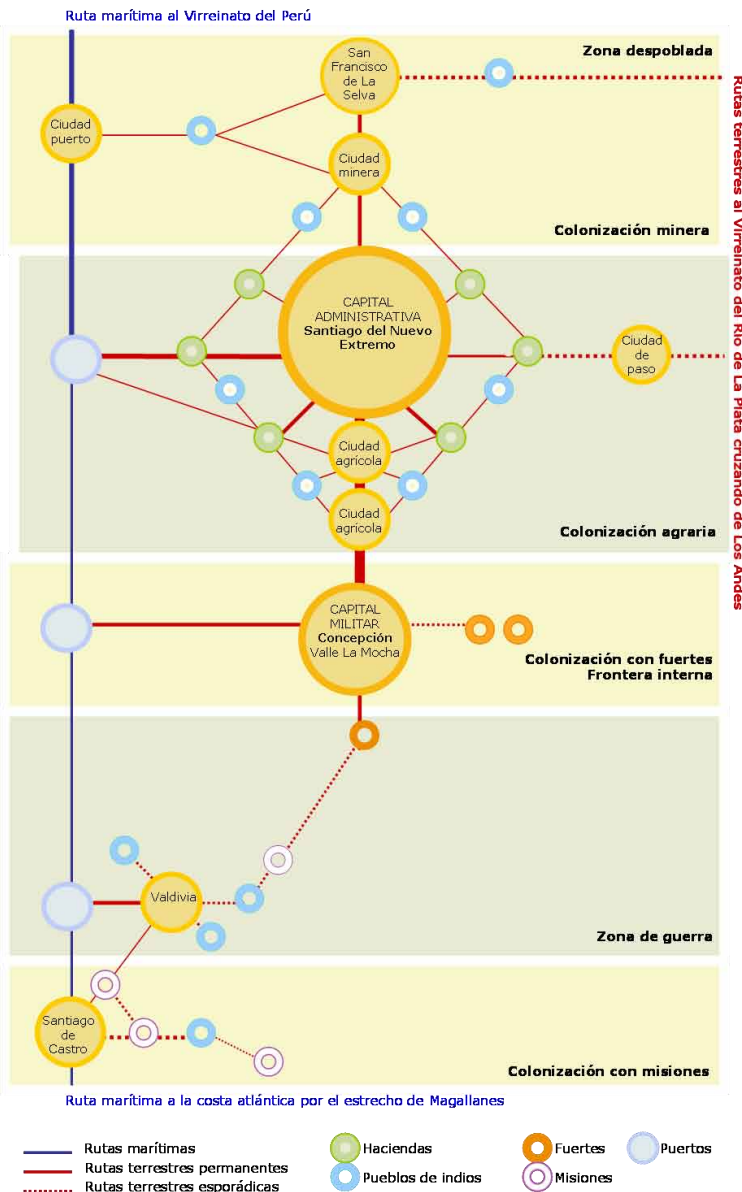 Ruta marítima al Virreinato del Perú
Zona despoblada
San
Francisco
de La
Selva
Ciudad
puerto
Ciudad
minera
Colonización minera
Rutas terrestres al Virreinato del Rio de La Plata cruzando de Los Andes
CAPITAL
ADMINISTRATIVA
Santiago del Nuevo
Extremo
Ciudad
de
paso
Ciudad
agrícola
Ciudad
agrícola
Colonización agraria
CAPITAL
MILITAR
Concepción
Valle La Mocha
Colonización con fuertes
Frontera interna
Valdivia
Zona de guerra
Santiago
de
Castro
Colonización con misiones
Ruta marítima a la costa atlántica por el estrecho de Magallanes
Rutas marítimas
Rutas terrestres permanentes
Rutas terrestres esporádicas
Haciendas
Pueblos de indios
Fuertes
Misiones
Puertos